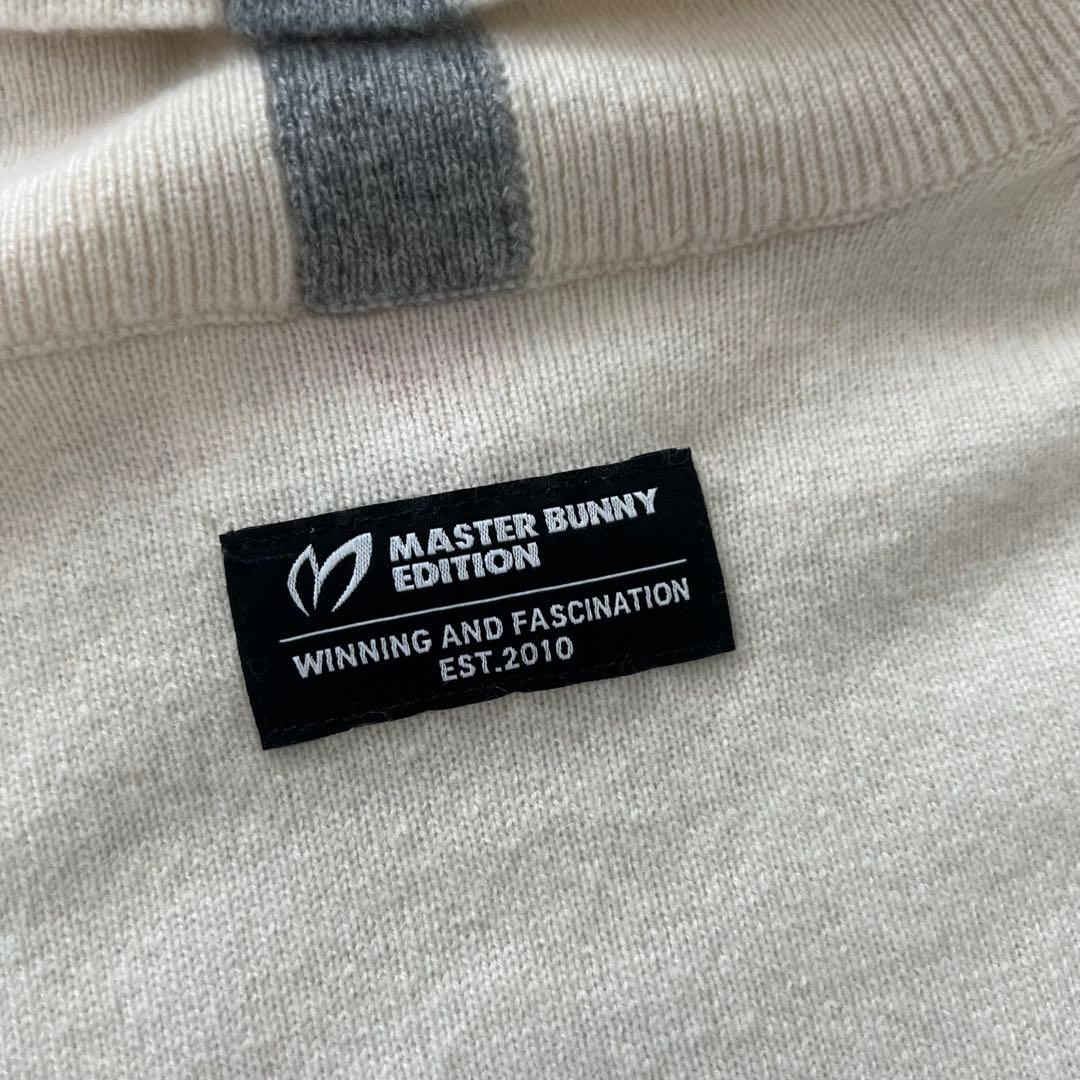 MASTER BUNNY
EDITION
WINNING AND FASCINATION
EST.2010